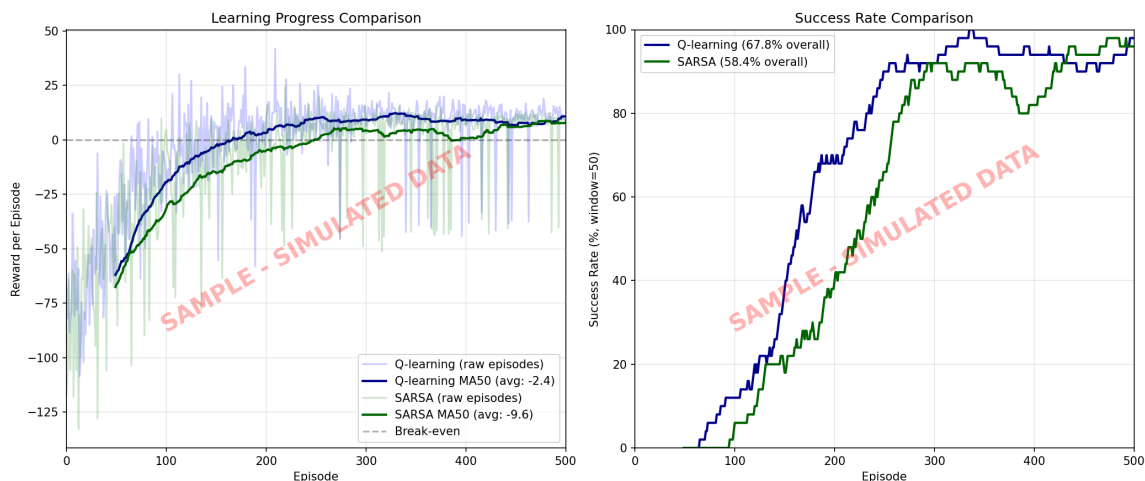 Learning Progress Comparison
50
25
0
−25
−50
−75
−100
−125
Reward per Episode
SAMPLE - SIMULATED DATA
Q-learning (raw episodes)
Q-learning MA50 (avg: -2.4)
SARSA (raw episodes)
SARSA MA50 (avg: -9.6)
Break-even
0 100 200 300 400 500
Episode
Success Rate Comparison
100
80
60
40
20
0
Success Rate (%, window=50)
Q-learning (67.8% overall)
SARSA (58.4% overall)
SAMPLE - SIMULATED DATA
0 100 200 300 400 500
Episode